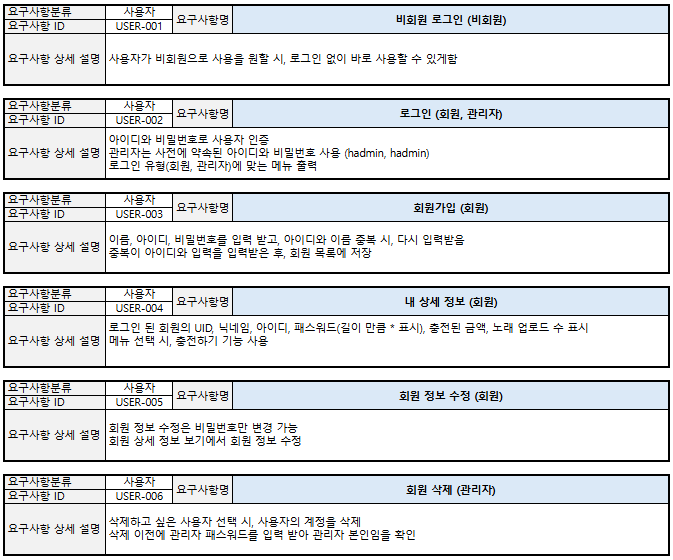 요구사항분류 사용자 요구사항명 비회원 로그인 (비회원)
요구사항 ID USER-001
요구사항 상세 설명 사용자가 비회원으로 사용을 원할 시, 로그인 없이 바로 사용할 수 있게함
요구사항분류 사용자 요구사항명 로그인 (회원, 관리자)
요구사항 ID USER-002
요구사항 상세 설명 아이디와 비밀번호로 사용자 인증
관리자는 사전에 약속된 아이디와 비밀번호 사용 (hadmin, hadmin)
로그인 유형(회원, 관리자)에 맞는 메뉴 출력
요구사항분류 사용자 요구사항명 회원가입 (회원)
요구사항 ID USER-003
요구사항 상세 설명 이름, 아이디, 비밀번호를 입력 받고, 아이디와 이름 중복 시, 다시 입력받음
중복이 아이디와 입력을 입력받은 후, 회원 목록에 저장
요구사항분류 사용자 요구사항명 내 상세 정보 (회원)
요구사항 ID USER-004
요구사항 상세 설명 로그인 된 회원의 UID, 닉네임, 아이디, 패스워드(길이 만큼 * 표시), 충전된 금액, 노래 업로드 수 표시
메뉴 선택 시, 충전하기 기능 사용
요구사항분류 사용자 요구사항명 회원 정보 수정 (회원)
요구사항 ID USER-005
요구사항 상세 설명 회원 정보 수정은 비밀번호만 변경 가능
회원 상세 정보 보기에서 회원 정보 수정
요구사항분류 사용자 요구사항명 회원 삭제 (관리자)
요구사항 ID USER-006
요구사항 상세 설명 삭제하고 싶은 사용자 선택 시, 사용자의 계정을 삭제
삭제 이전에 관리자 패스워드를 입력 받아 관리자 본인임을 확인